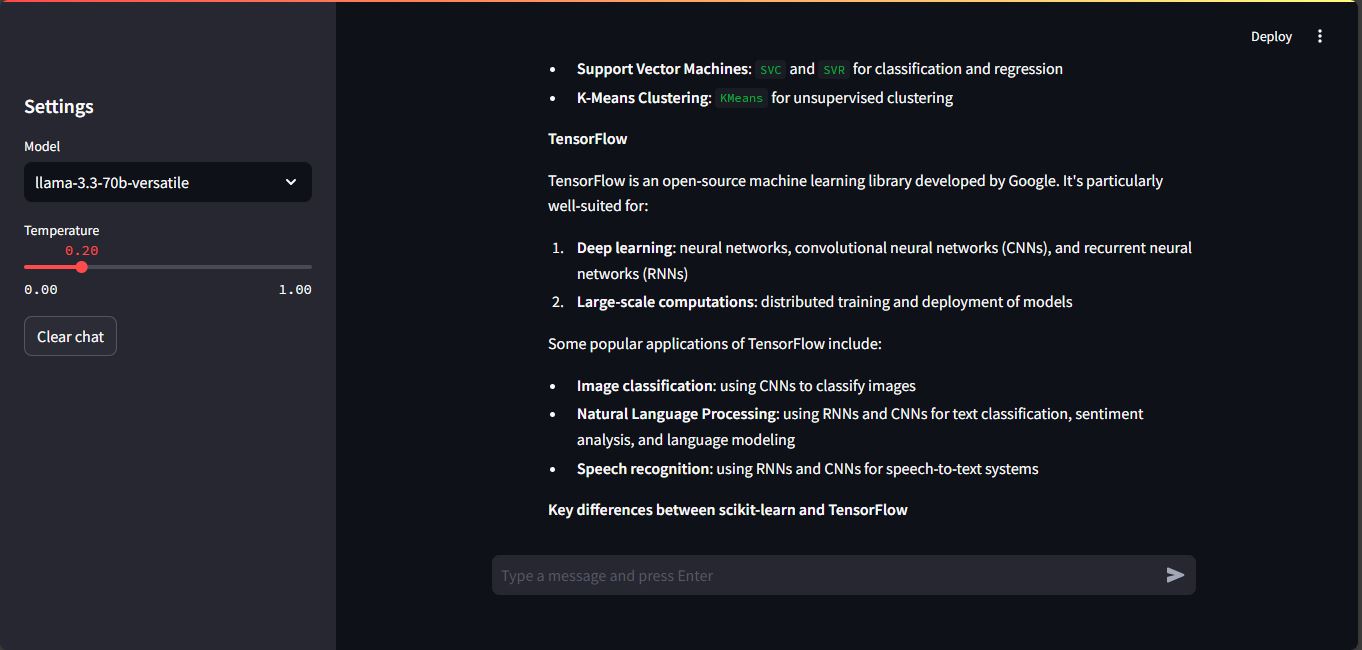 Deploy
Settings
Model
llama-3.3-70b-versatile
Temperature
0.20
0.00
1.00
Clear chat
• Support Vector Machines: SVC and SVR for classification and regression
• K-Means Clustering: KMeans for unsupervised clustering
TensorFlow
TensorFlow is an open-source machine learning library developed by Google. It's particularly
well-suited for:
1. Deep learning: neural networks, convolutional neural networks (CNNs), and recurrent neural
networks (RNNs)
2. Large-scale computations: distributed training and deployment of models
Some popular applications of TensorFlow include:
• Image classification: using CNNs to classify images
• Natural Language Processing: using RNNs and CNNs for text classification, sentiment
analysis, and language modeling
• Speech recognition: using RNNs and CNNs for speech-to-text systems
Key differences between scikit-learn and TensorFlow
Type a message and press Enter